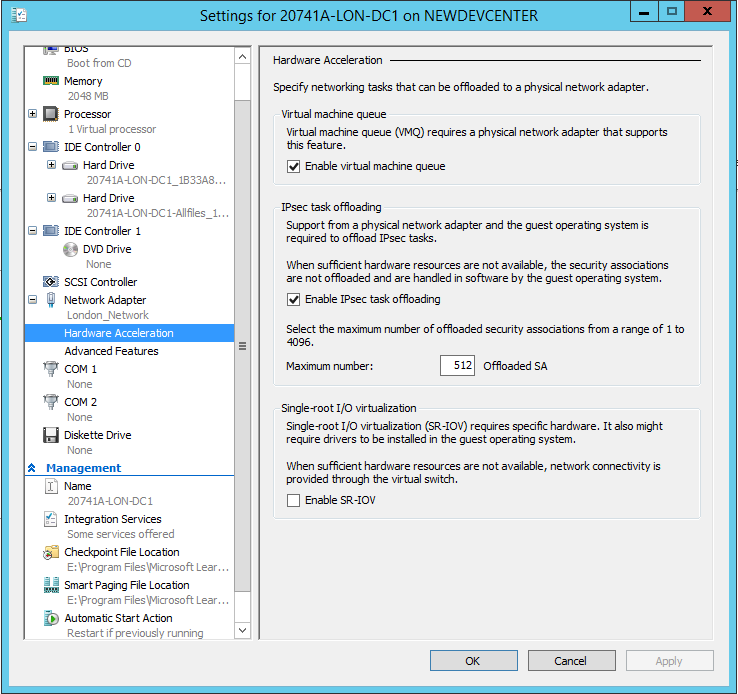 Settings for 20741A-LON-DC1 on NEWDEVCENTER
BIOS
Boot from CD
Memory
2048 MB
Processor
1 Virtual processor
IDE Controller 0
Hard Drive
20741A-LON-DC1_1B33A8...
Hard Drive
20741A-LON-DC1-Allfiles_1...
IDE Controller 1
DVD Drive
None
SCSI Controller
Network Adapter
London_Network
Hardware Acceleration
Advanced Features
COM 1
None
COM 2
None
Diskette Drive
None
Management
Name
20741A-LON-DC1
Integration Services
Some services offered
Checkpoint File Location
E:\Program Files\Microsoft Lear...
Smart Paging File Location
E:\Program Files\Microsoft Lear...
Automatic Start Action
Restart if previously running
Hardware Acceleration
Specify networking tasks that can be offloaded to a physical network adapter.
Virtual machine queue
Virtual machine queue (VMQ) requires a physical network adapter that supports
this feature.
Enable virtual machine queue
IPsec task offloading
Support from a physical network adapter and the guest operating system is
required to offload IPsec tasks.
When sufficient hardware resources are not available, the security associations
are not offloaded and are handled in software by the guest operating system.
Enable IPsec task offloading
Select the maximum number of offloaded security associations from a range of 1 to
4096.
Maximum number: 512 Offloaded SA
Single-root I/O virtualization
Single-root I/O virtualization (SR-IOV) requires specific hardware. It also might
require drivers to be installed in the guest operating system.
When sufficient hardware resources are not available, network connectivity is
provided through the virtual switch.
Enable SR-IOV
OK Cancel Apply